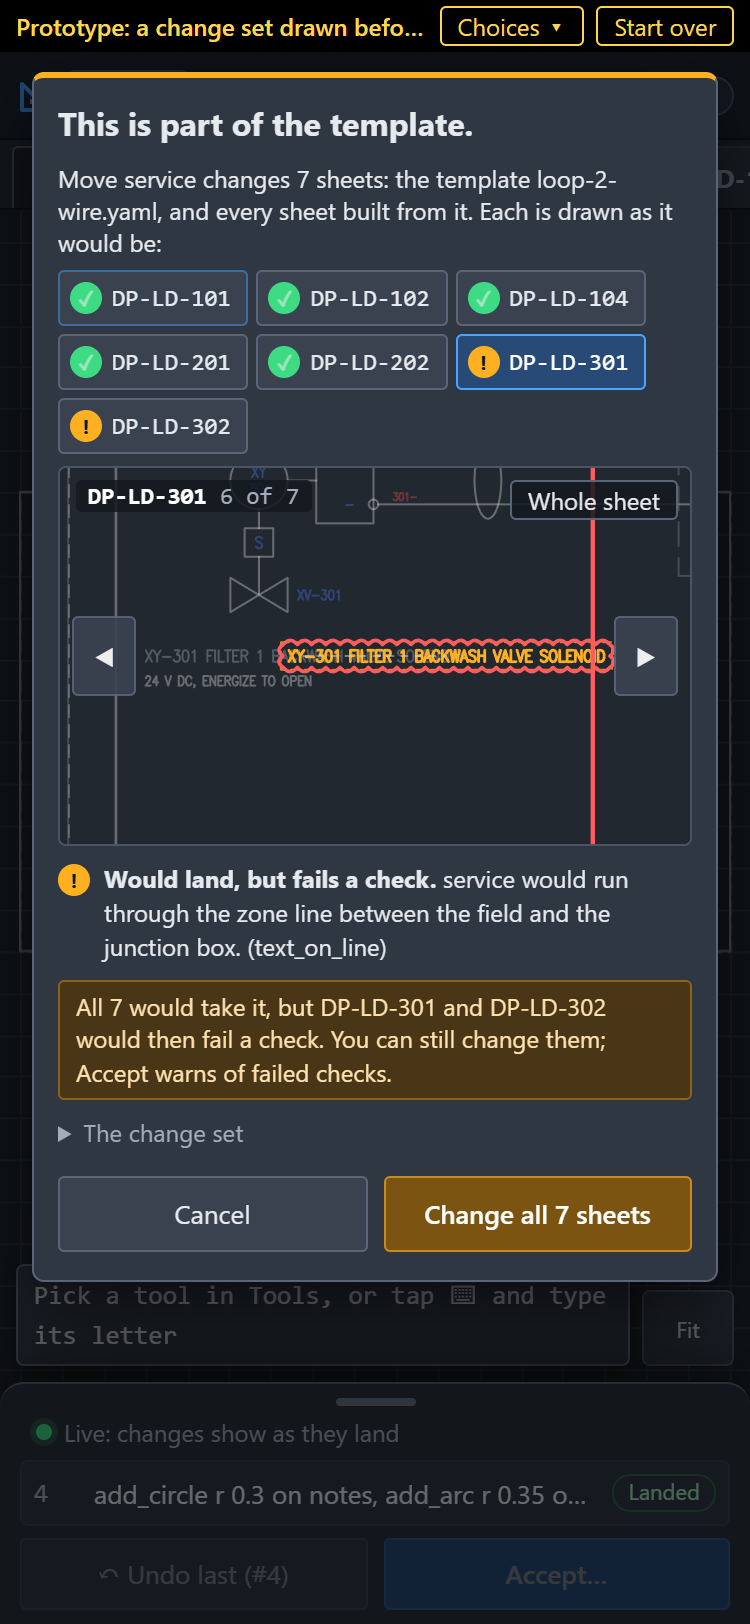 Prototype: a change set drawn befo...
Choices ▼
Start over
This is part of the template.
Move service changes 7 sheets: the template loop-2-
wire.yaml, and every sheet built from it. Each is drawn as it
would be:
DP-LD-101
DP-LD-102
DP-LD-104
DP-LD-201
DP-LD-202
! DP-LD-301
! DP-LD-302
DP-LD-301 6 of 7
Whole sheet
XY
301-
S
XV-301
XY-301 FILTER 1
XY-301 FILTER 1 BACKWASH VALVE SOLENOID
24 V DC, ENERGIZE TO OPEN
! Would land, but fails a check. service would run
through the zone line between the field and the
junction box. (text_on_line)
All 7 would take it, but DP-LD-301 and DP-LD-302
would then fail a check. You can still change them;
Accept warns of failed checks.
▶ The change set
Cancel
Change all 7 sheets
Pick a tool in Tools, or tap ⌨ and type
its letter
Fit
Live: changes show as they land
4 add_circle r 0.3 on notes, add_arc r 0.35 o...
Landed
↶ Undo last (#4)
Accept...